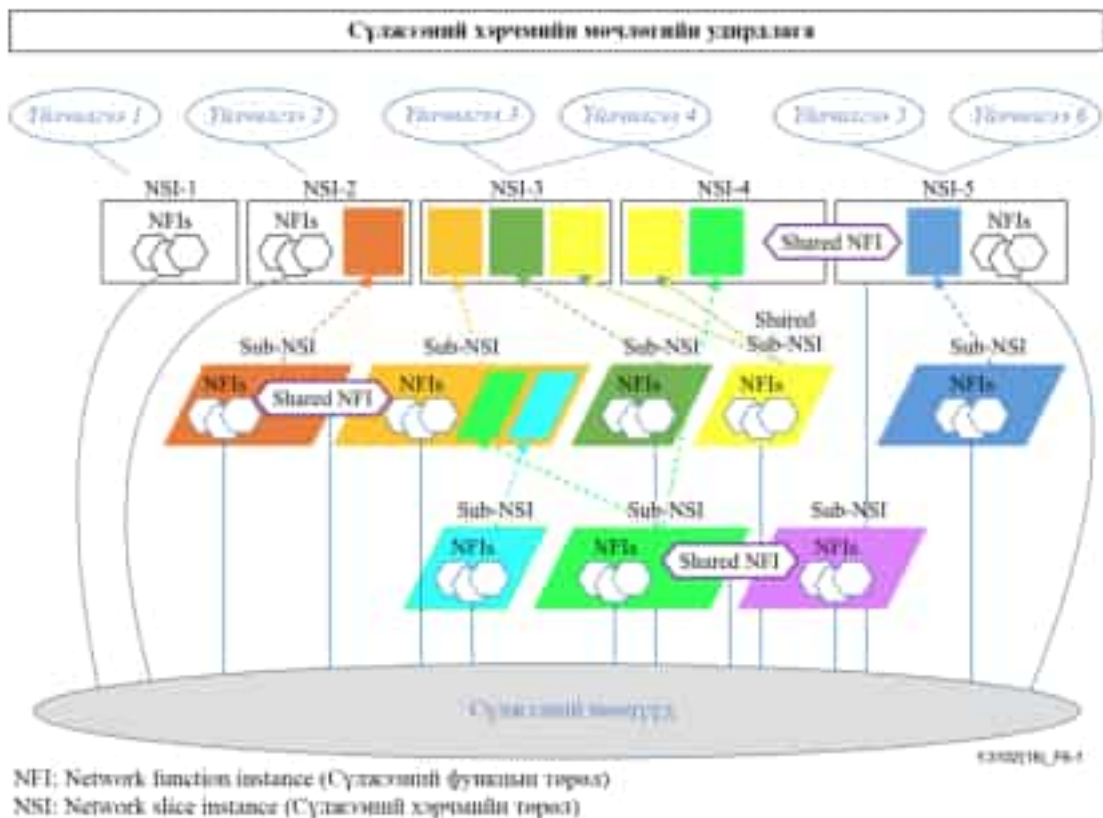 Сүлжээний хэрчмийн мөчлөгийн удирдлага
Үйлчилгээ 1
Үйлчилгээ 2
Үйлчилгээ 3
Үйлчилгээ 4
Үйлчилгээ
Үйлчилгээ 6
NSI-1
NSI-2
NSI-3
NSI-4
NSI-5
NFIs
NFIs
Shared NFI
NFIs
Shared
Sub-NSI
Sub-NSI
Sub-NSI
Sub-NSI
Sub-NSI
NFIs
Shared NFI
NFIs
NFIs
NFIs
NFIs
Sub-NSI
Sub-NSI
Sub-NSI
NFIs
NFIs
Shared NFI
NFIs
Сүлжээний
NFI: Network function instance (Сүлжээний функцын төрөл)
NSI: Network slice instance (Сүлжээний хэрчмийн төрөл)